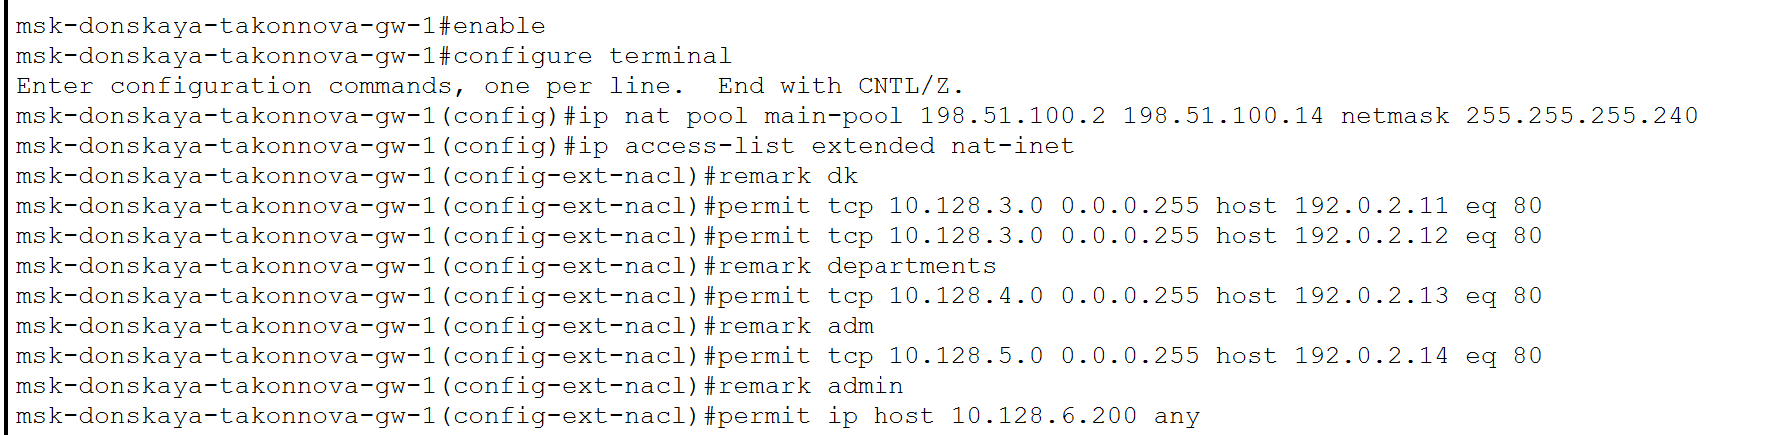 msk-donskaya-takonnova-gw-1#enable
msk-donskaya-takonnova-gw-1#configure terminal
Enter configuration commands, one per line.  End with CNTL/Z.
msk-donskaya-takonnova-gw-1(config)#ip nat pool main-pool 198.51.100.2 198.51.100.14 netmask 255.255.255.240
msk-donskaya-takonnova-gw-1(config)#ip access-list extended nat-inet
msk-donskaya-takonnova-gw-1(config-ext-nacl)#remark dk
msk-donskaya-takonnova-gw-1(config-ext-nacl)#permit tcp 10.128.3.0 0.0.0.255 host 192.0.2.11 eq 80
msk-donskaya-takonnova-gw-1(config-ext-nacl)#permit tcp 10.128.3.0 0.0.0.255 host 192.0.2.12 eq 80
msk-donskaya-takonnova-gw-1(config-ext-nacl)#remark departments
msk-donskaya-takonnova-gw-1(config-ext-nacl)#permit tcp 10.128.4.0 0.0.0.255 host 192.0.2.13 eq 80
msk-donskaya-takonnova-gw-1(config-ext-nacl)#remark adm
msk-donskaya-takonnova-gw-1(config-ext-nacl)#permit tcp 10.128.5.0 0.0.0.255 host 192.0.2.14 eq 80
msk-donskaya-takonnova-gw-1(config-ext-nacl)#remark admin
msk-donskaya-takonnova-gw-1(config-ext-nacl)#permit ip host 10.128.6.200 any